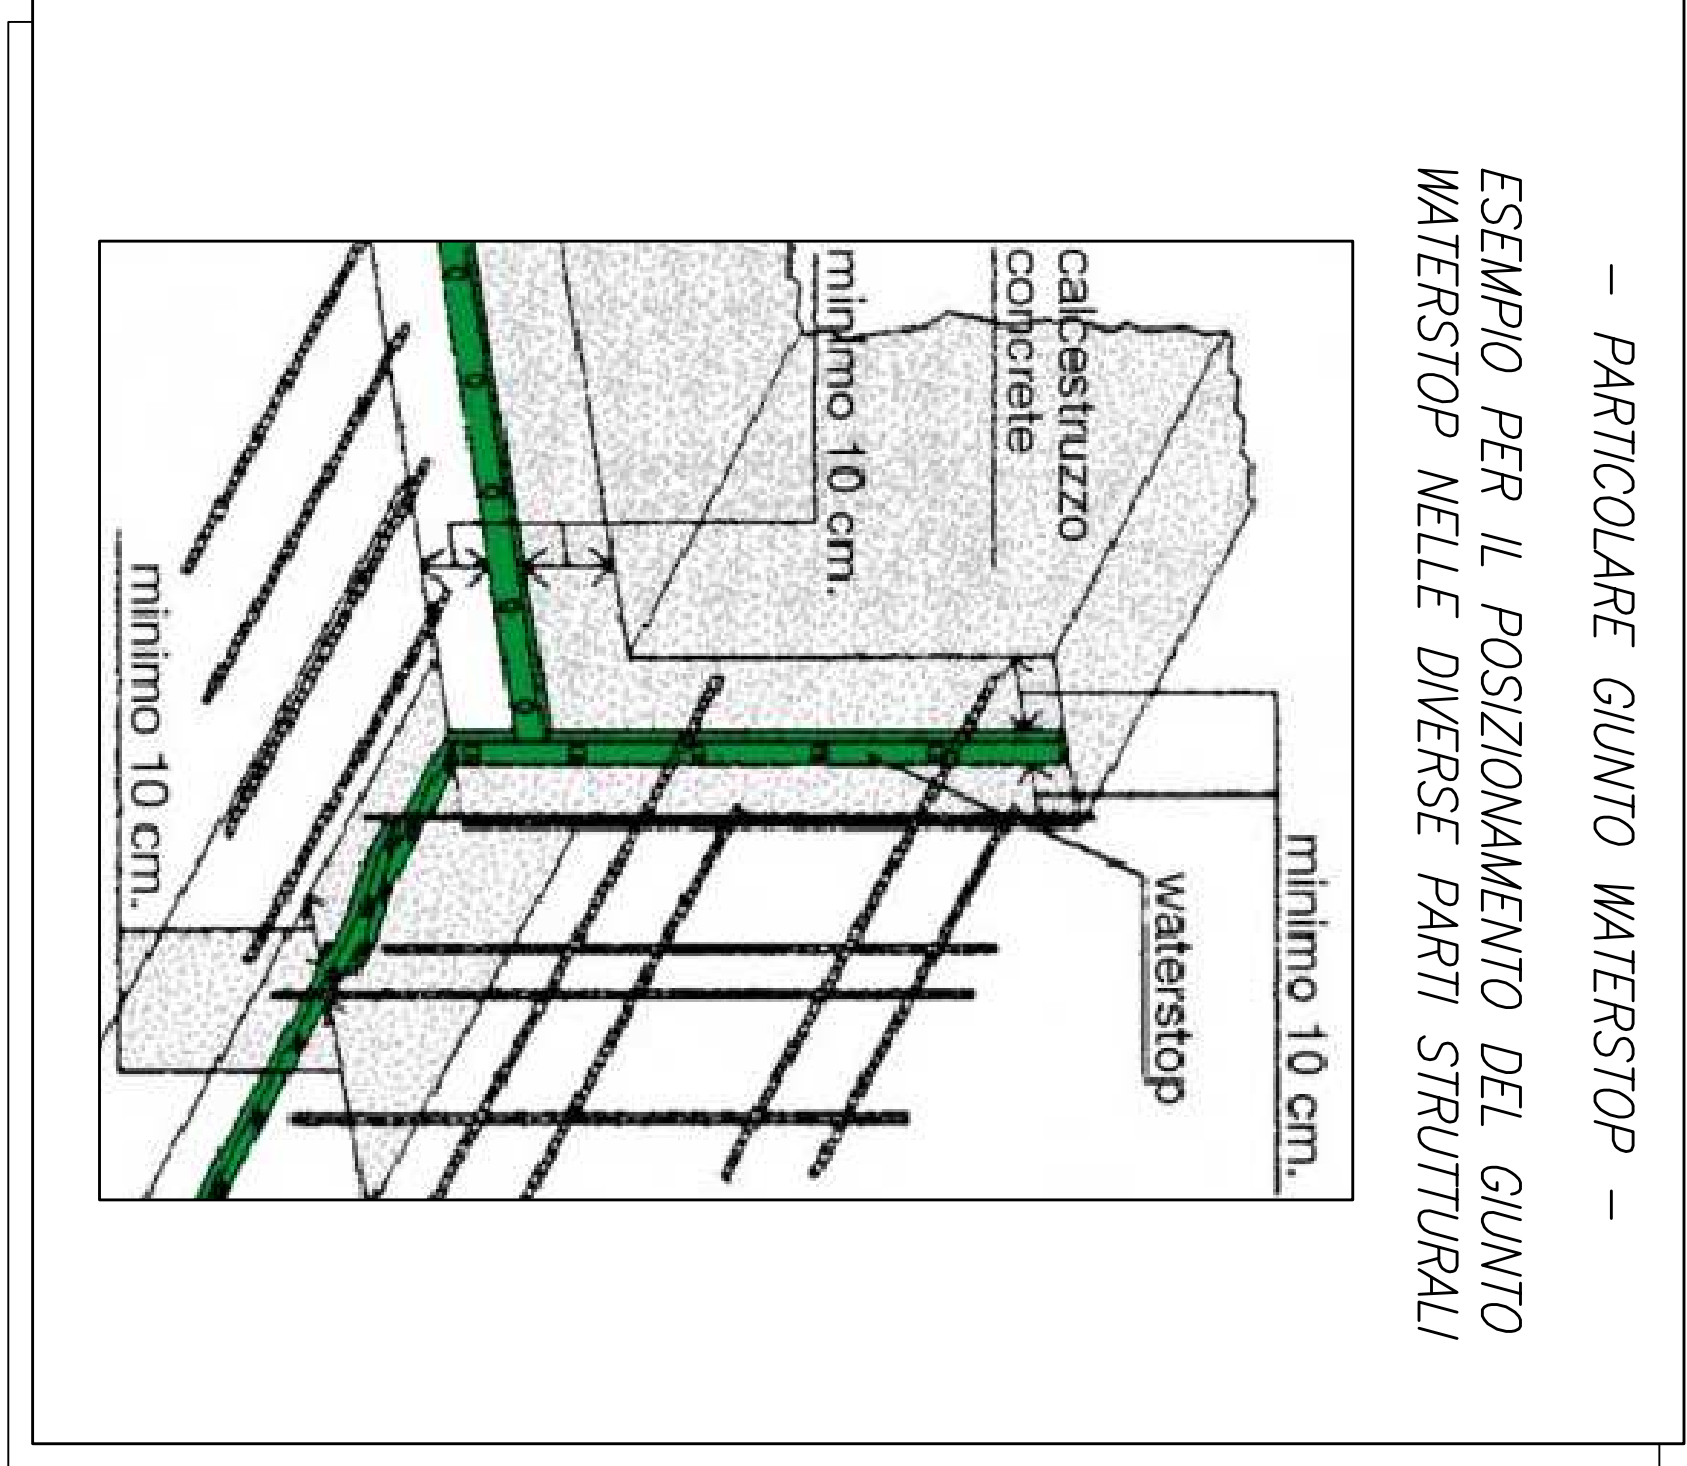 - PARTICOLARE GIUNTO WATERSTOP -
ESEMPIO PER IL POSIZIONAMENTO DEL GIUNTO
WATERSTOP NELLE DIVERSE PARTI STRUTTURALI
minimo 10 cm.
waterstop
calcestruzzo
concrete
minimo 10 cm.
minimo 10 cm.